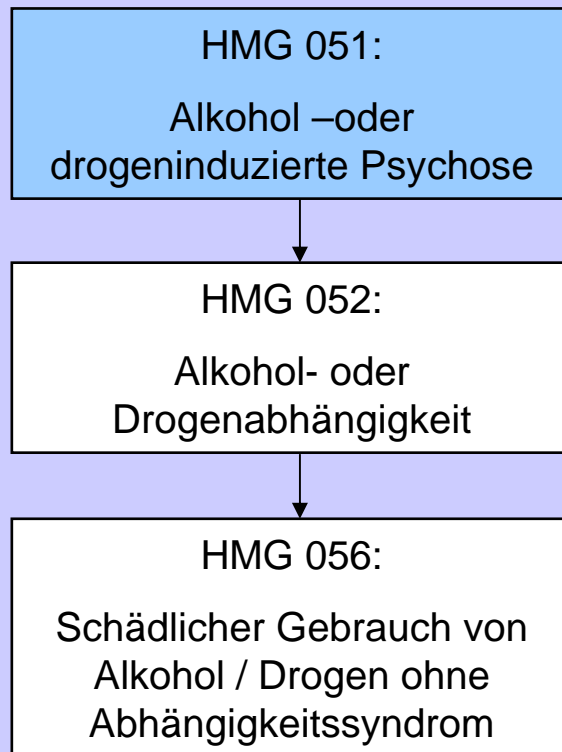 HMG 051:
Alkohol –oder
drogeninduzierte Psychose
HMG 052:
Alkohol- oder
Drogenabhängigkeit
HMG 056:
Schädlicher Gebrauch von
Alkohol / Drogen ohne
Abhängigkeitssyndrom